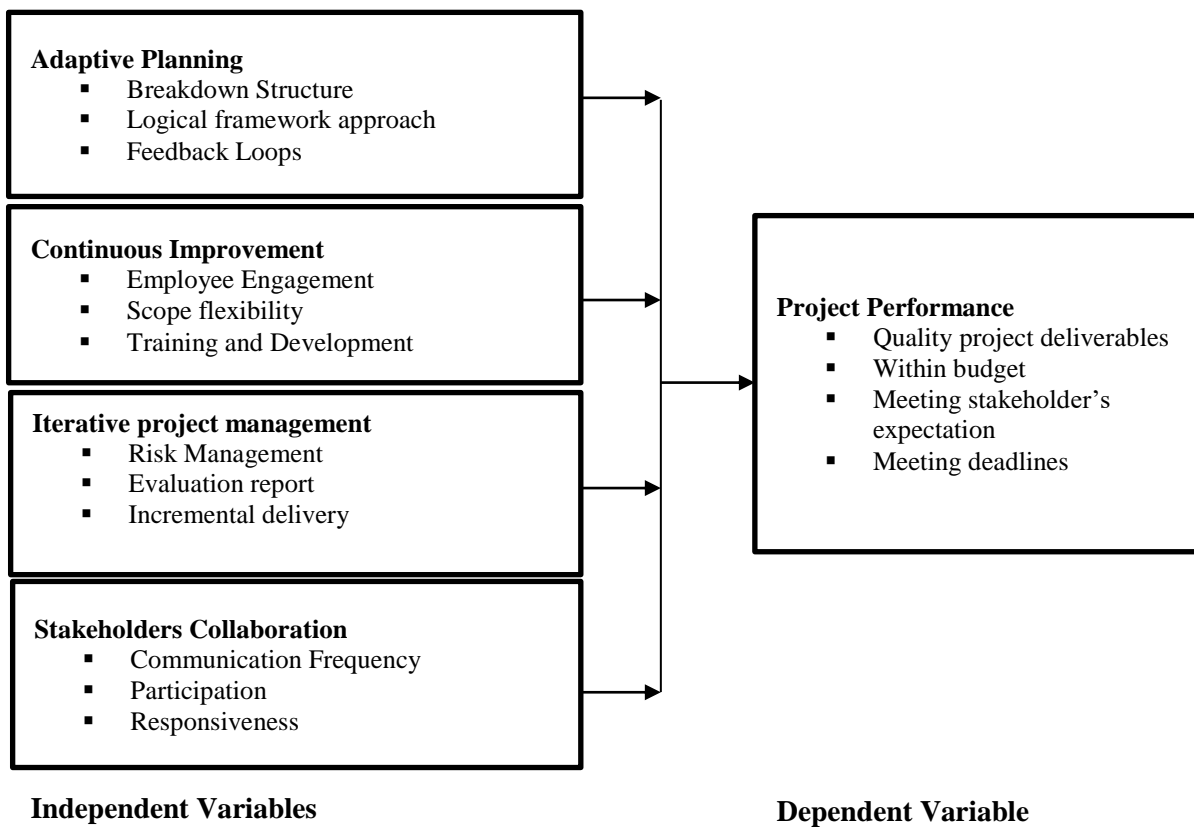 Adaptive Planning
▪ Breakdown Structure
▪ Logical framework approach
▪ Feedback Loops
Continuous Improvement
▪ Employee Engagement
▪ Scope flexibility
▪ Training and Development
Iterative project management
▪ Risk Management
▪ Evaluation report
▪ Incremental delivery
Stakeholders Collaboration
▪ Communication Frequency
▪ Participation
▪ Responsiveness
Independent Variables
Project Performance
▪ Quality project deliverables
▪ Within budget
▪ Meeting stakeholder’s
expectation
▪ Meeting deadlines
Dependent Variable